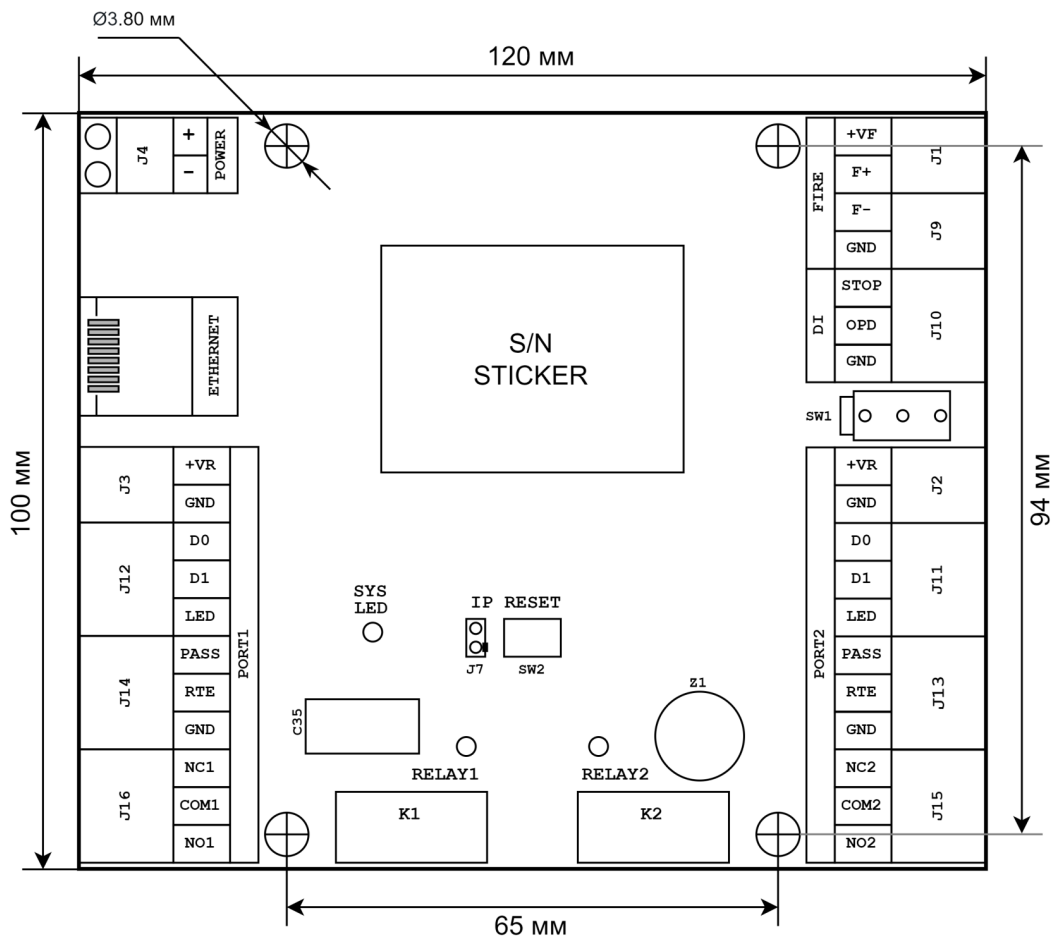 Ø3.80 мм
120 мм
100 мм
94 мм
65 мм
J4
+
-
POWER
ETHERNET
J3
+VR
GND
J12
D0
D1
LED
J14
PASS
RTE
GND
J16
NC1
COM1
NO1
PORT1
S/N
STICKER
SYS
LED
IP RESET
J7
SW2
C35
RELAY1
RELAY2
Z1
K1
K2
FIRE
+VF
F+
J1
F-
GND
J9
DI
STOP
OPD
GND
J10
SW1
PORT2
+VR
GND
J2
D0
D1
LED
J11
PASS
RTE
GND
J13
NC2
COM2
NO2
J15